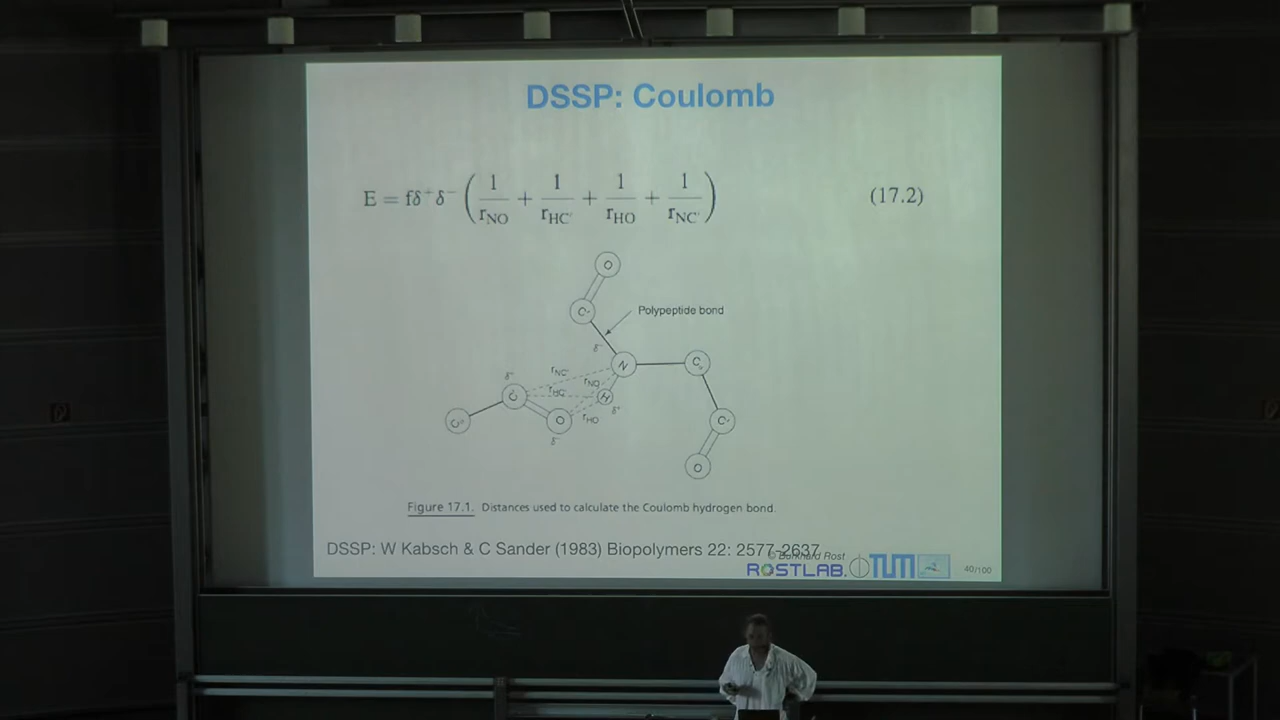 DSSP: Coulomb
E = fδ⁺δ⁻ (1/r_NO + 1/r_HC' + 1/r_HO + 1/r_NC') (17.2)
O
C'
Polypeptide bond
δ⁻
N
Cα
r_NC'
δ⁺
r_NO
C'
r_HC'
H
δ⁺
Cα
O
r_HO
C'
δ⁻
O
Figure 17.1. Distances used to calculate the Coulomb hydrogen bond.
DSSP: W Kabsch & C Sander (1983) Biopolymers 22: 2577-2637
© Burkhard Rost
ROSTLAB. TUM
40/100